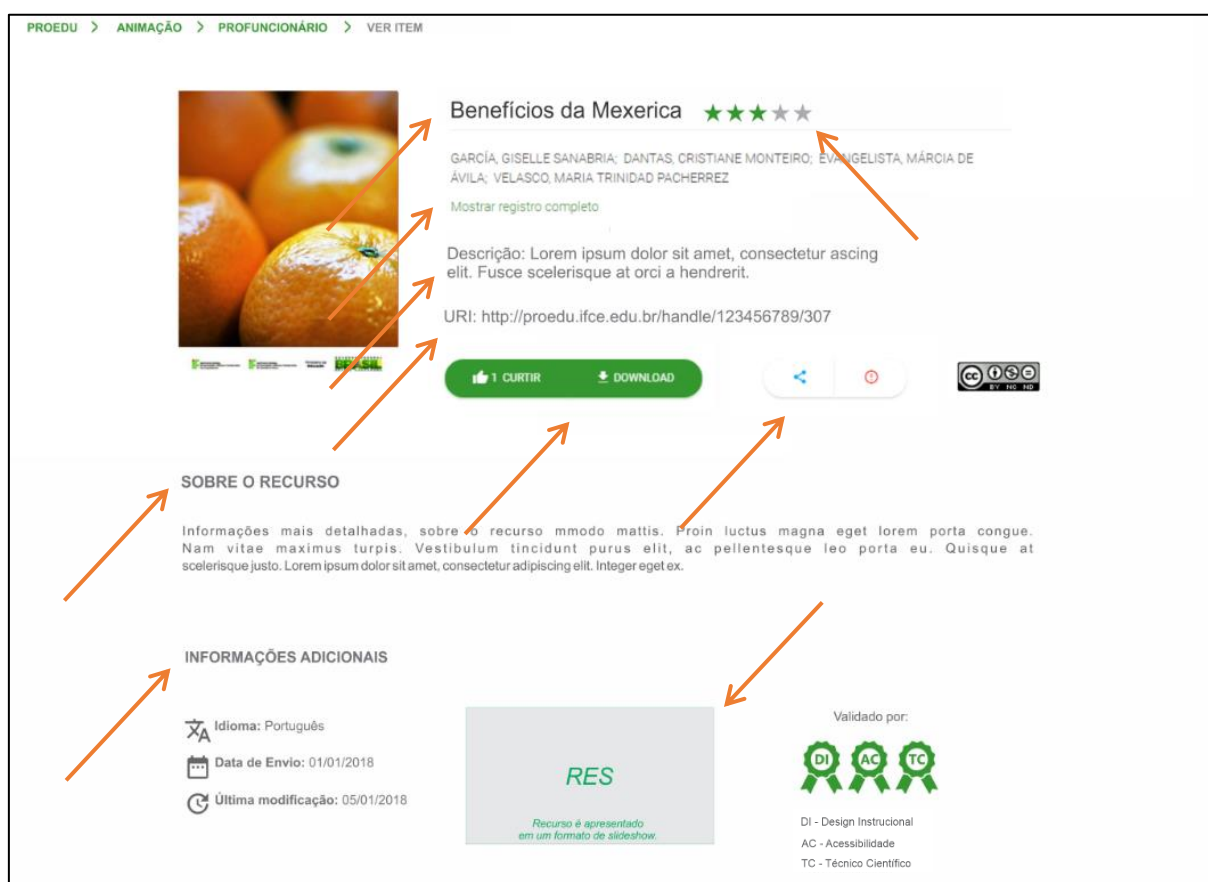 PROEDU > ANIMAÇÃO > PROFUNCIONÁRIO > VER ITEM
Benefícios da Mexerica
GARCÍA, GISELLE SANABRIA; DANTAS, CRISTIANE MONTEIRO; EVANGELISTA, MÁRCIA DE
ÁVILA; VELASCO, MARIA TRINIDAD PACHERREZ
Mostrar registro completo
Descrição: Lorem ipsum dolor sit amet, consectetur ascing
elit. Fusce scelerisque at orci a hendrerit.
URI: http://proedu.ifce.edu.br/handle/123456789/307
BRASIL
1 CURTIR DOWNLOAD
cc
BY NC ND
SOBRE O RECURSO
Informações mais detalhadas, sobre o recurso mmodo mattis. Proin luctus magna eget lorem porta congue.
Nam vitae maximus turpis. Vestibulum tincidunt purus elit, ac pellentesque leo porta eu. Quisque at
scelerisque justo. Lorem ipsum dolor sit amet, consectetur adipiscing elit. Integer eget ex.
INFORMAÇÕES ADICIONAIS
Idioma: Português
Data de Envio: 01/01/2018
Última modificação: 05/01/2018
RES
Recurso é apresentado
em um formato de slideshow.
Validado por:
DI AC TC
DI - Design Instrucional
AC - Acessibilidade
TC - Técnico Científico